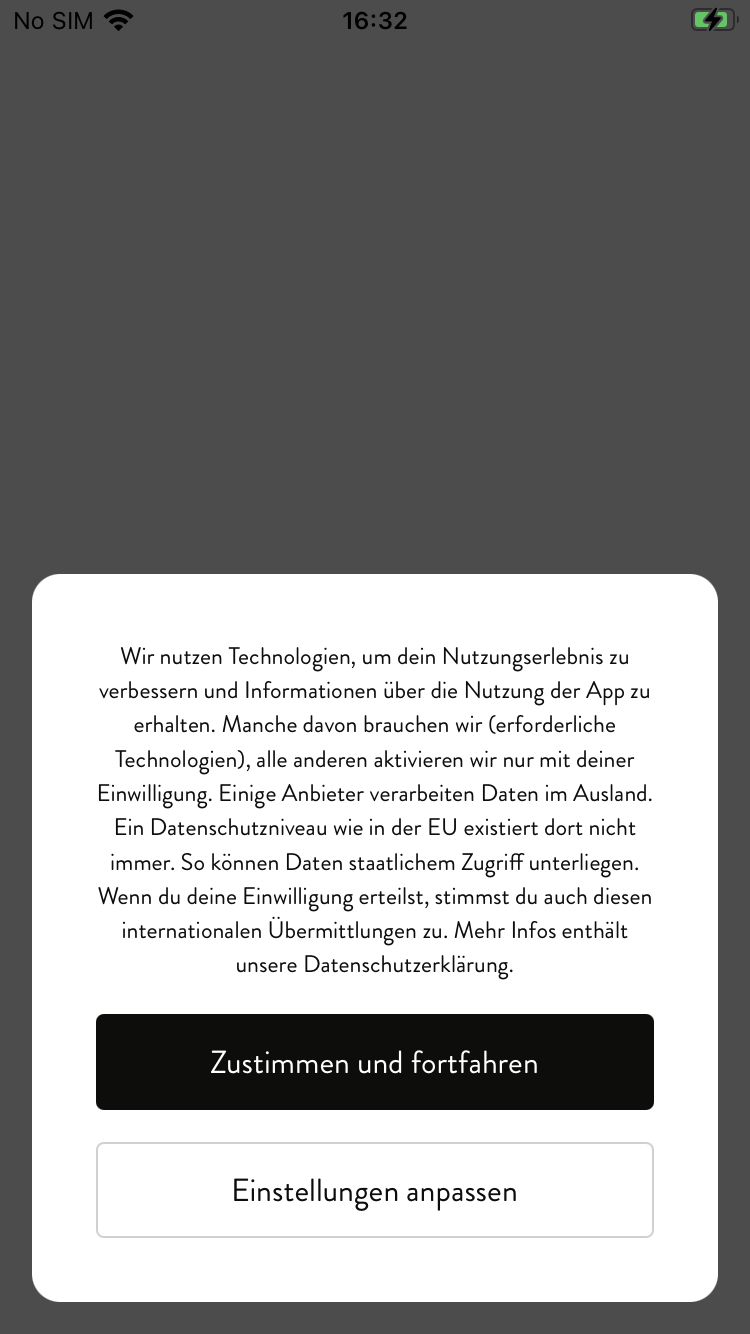 No SIM
16:32
Wir nutzen Technologien, um dein Nutzungserlebnis zu
verbessern und Informationen über die Nutzung der App zu
erhalten. Manche davon brauchen wir (erforderliche
Technologien), alle anderen aktivieren wir nur mit deiner
Einwilligung. Einige Anbieter verarbeiten Daten im Ausland.
Ein Datenschutzniveau wie in der EU existiert dort nicht
immer. So können Daten staatlichem Zugriff unterliegen.
Wenn du deine Einwilligung erteilst, stimmst du auch diesen
internationalen Übermittlungen zu. Mehr Infos enthält
unsere Datenschutzerklärung.
Zustimmen und fortfahren
Einstellungen anpassen